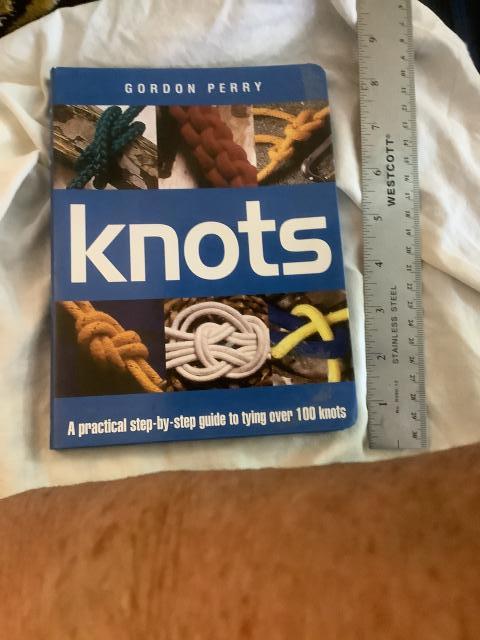 GORDON PERRY
knots
A practical step-by-step guide to tying over 100 knots
WESTCOTT®
STAINLESS STEEL
9
8
7
6
5
4
3
2
1